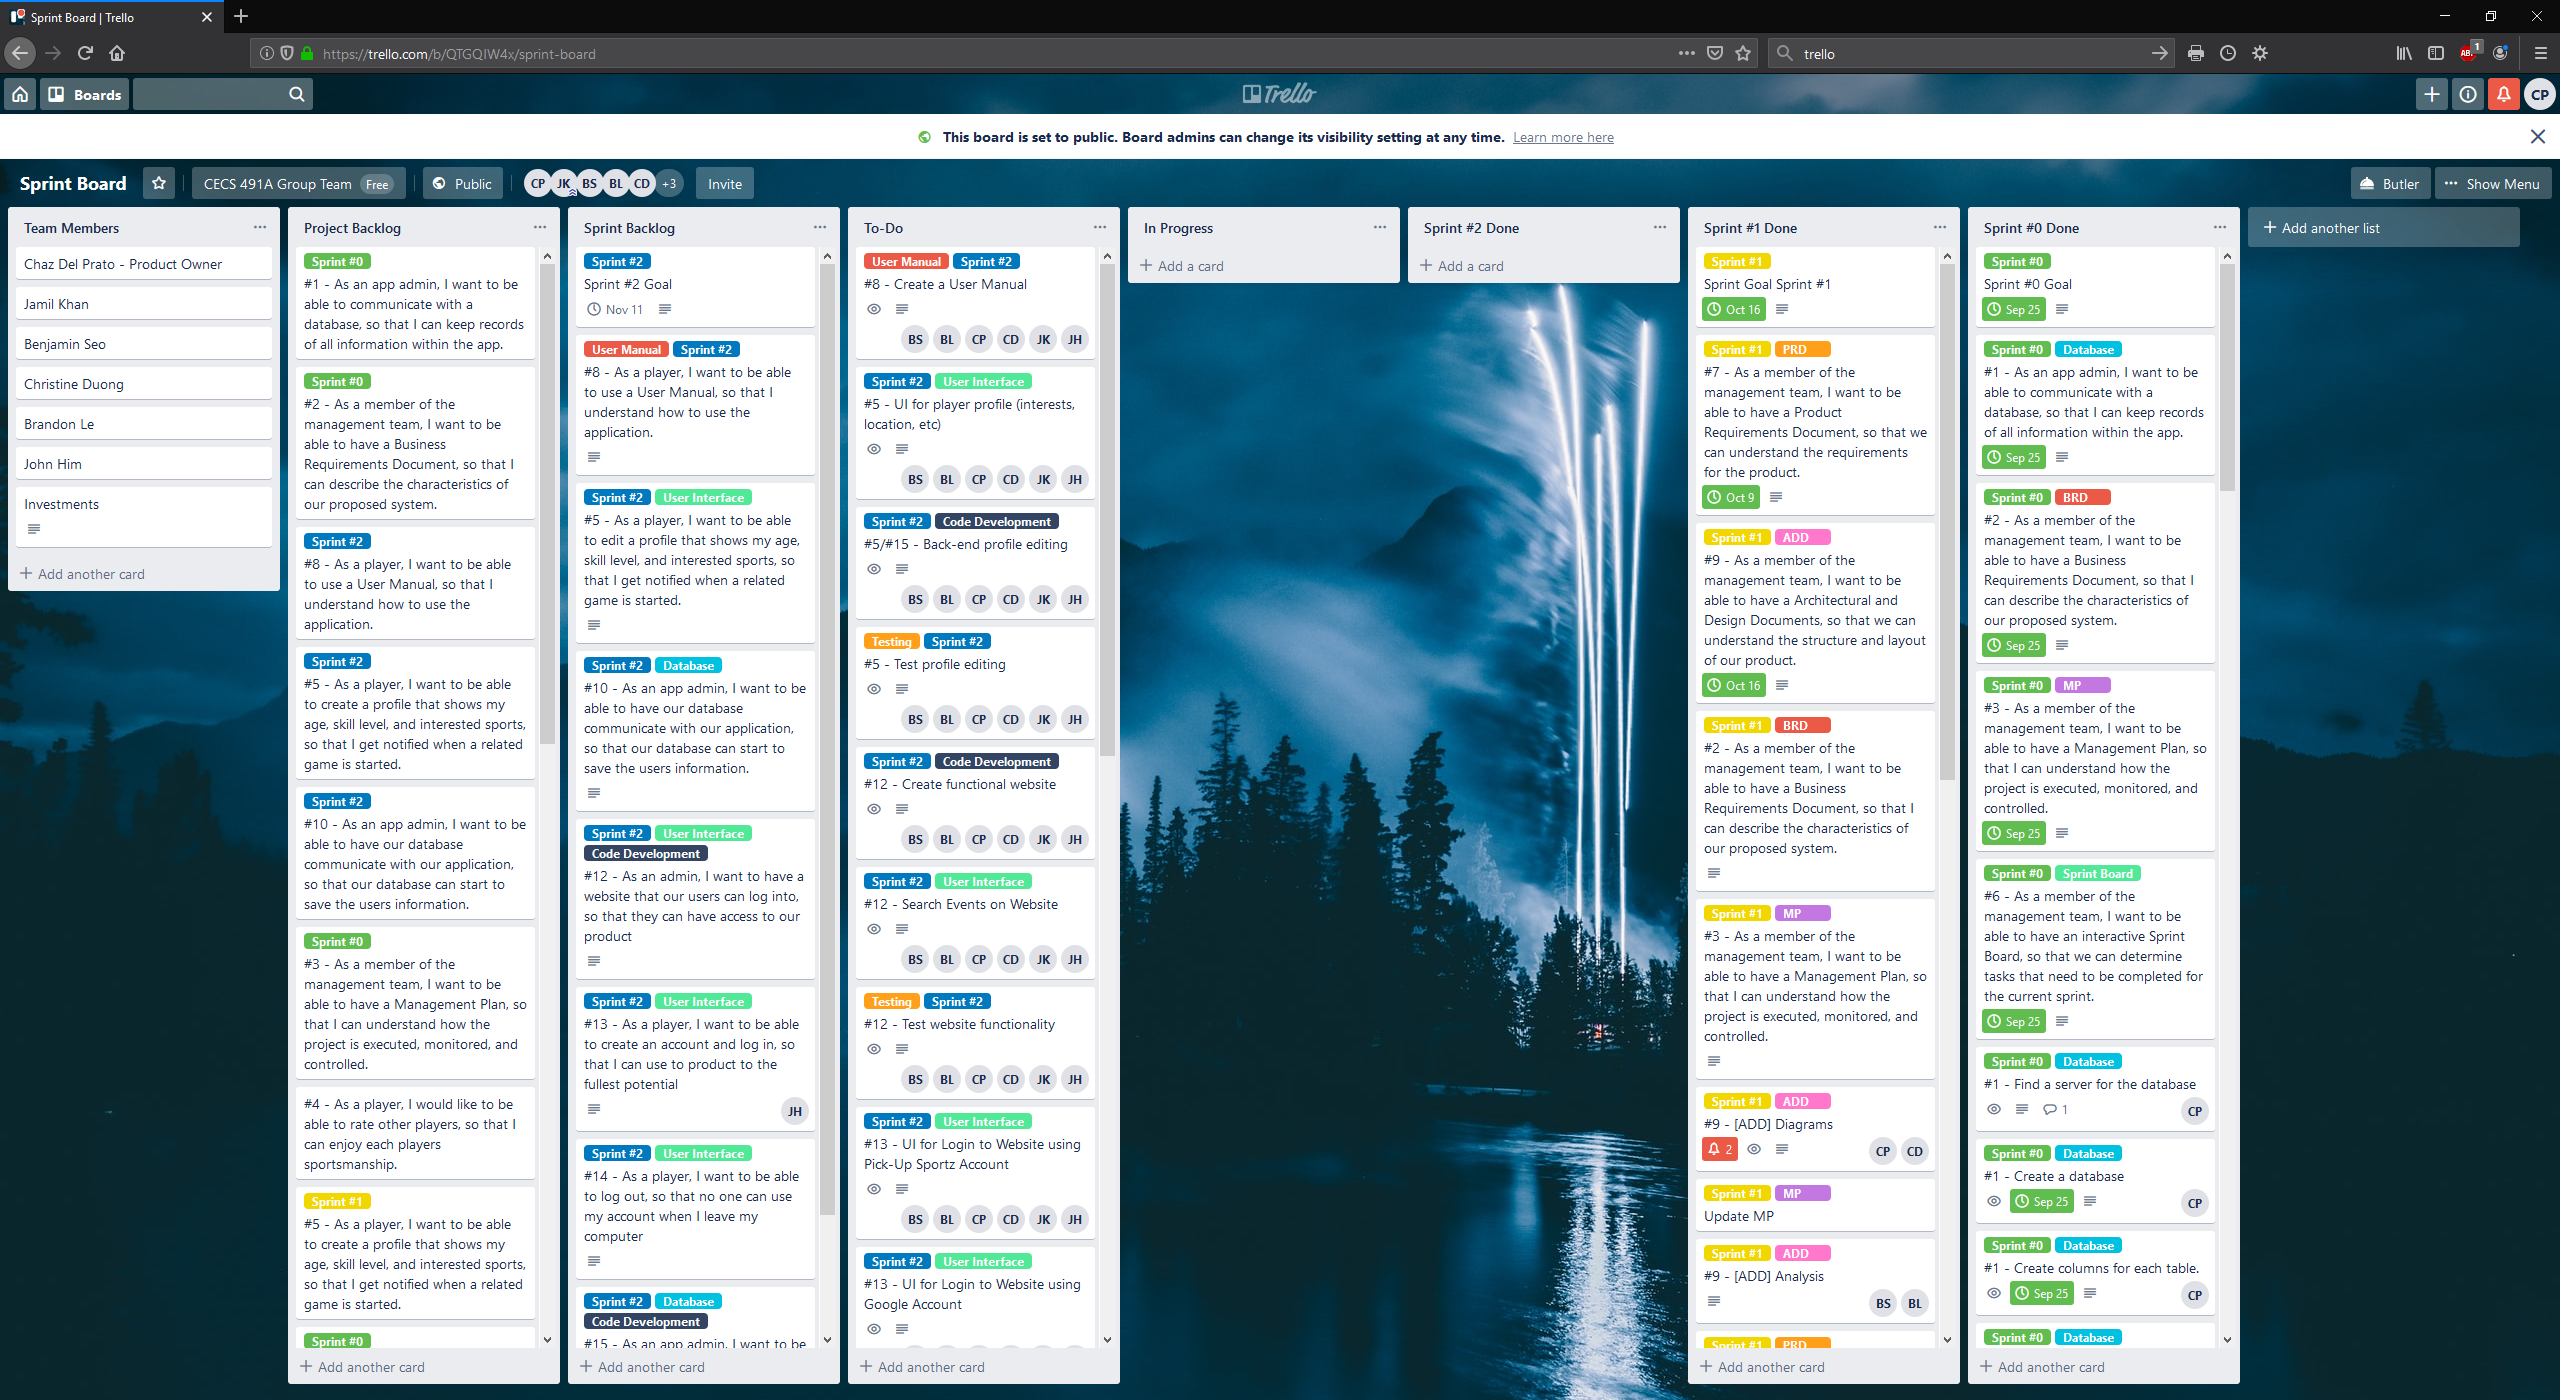 Sprint Board | Trello
https://trello.com/b/QTGQIW4x/sprint-board
trello
ABP
1
Boards
Trello
CP
This board is set to public. Board admins can change its visibility setting at any time. Learn more here
Sprint Board
CECS 491A Group Team Free
Public
CP JK BS BL CD +3
Invite
Butler
Show Menu
Team Members
Chaz Del Prato - Product Owner
Jamil Khan
Benjamin Seo
Christine Duong
Brandon Le
John Him
Investments
Add another card
Project Backlog
Sprint #0
#1 - As an app admin, I want to be
able to communicate with a
database, so that I can keep records
of all information within the app.
Sprint #0
#2 - As a member of the
management team, I want to be
able to have a Business
Requirements Document, so that I
can describe the characteristics of
our proposed system.
Sprint #2
#8 - As a player, I want to be able
to use a User Manual, so that I
understand how to use the
application.
Sprint #2
#5 - As a player, I want to be able
to create a profile that shows my
age, skill level, and interested sports,
so that I get notified when a related
game is started.
Sprint #2
#10 - As an app admin, I want to be
able to have our database
communicate with our application,
so that our database can start to
save the users information.
Sprint #0
#3 - As a member of the
management team, I want to be
able to have a Management Plan, so
that I can understand how the
project is executed, monitored, and
controlled.
#4 - As a player, I would like to be
able to rate other players, so that I
can enjoy each players
sportsmanship.
Sprint #1
#5 - As a player, I want to be able
to create a profile that shows my
age, skill level, and interested sports,
so that I get notified when a related
game is started.
Sprint #0
Add another card
Sprint Backlog
Sprint #2
Sprint #2 Goal
Nov 11
User Manual Sprint #2
#8 - As a player, I want to be able
to use a User Manual, so that I
understand how to use the
application.
Sprint #2 User Interface
#5 - As a player, I want to be able
to edit a profile that shows my age,
skill level, and interested sports, so
that I get notified when a related
game is started.
Sprint #2 Database
#10 - As an app admin, I want to be
able to have our database
communicate with our application,
so that our database can start to
save the users information.
Sprint #2 User Interface
Code Development
#12 - As an admin, I want to have a
website that our users can log into,
so that they can have access to our
product
Sprint #2 User Interface
#13 - As a player, I want to be able
to create an account and log in, so
that I can use to product to the
fullest potential
JH
Sprint #2 User Interface
#14 - As a player, I want to be able
to log out, so that no one can use
my account when I leave my
computer
Sprint #2 Database
Code Development
#15 - As an app admin, I want to be
Add another card
To-Do
User Manual Sprint #2
#8 - Create a User Manual
BS BL CP CD JK JH
Sprint #2 User Interface
#5 - UI for player profile (interests,
location, etc)
BS BL CP CD JK JH
Sprint #2 Code Development
#5/#15 - Back-end profile editing
BS BL CP CD JK JH
Testing Sprint #2
#5 - Test profile editing
BS BL CP CD JK JH
Sprint #2 Code Development
#12 - Create functional website
BS BL CP CD JK JH
Sprint #2 User Interface
#12 - Search Events on Website
BS BL CP CD JK JH
Testing Sprint #2
#12 - Test website functionality
BS BL CP CD JK JH
Sprint #2 User Interface
#13 - UI for Login to Website using
Pick-Up Sportz Account
BS BL CP CD JK JH
Sprint #2 User Interface
#13 - UI for Login to Website using
Google Account
Add another card
In Progress
Add a card
Sprint #2 Done
Add a card
Sprint #1 Done
Sprint #1
Sprint Goal Sprint #1
Oct 16
Sprint #1 PRD
#7 - As a member of the
management team, I want to be
able to have a Product
Requirements Document, so that we
can understand the requirements
for the product.
Oct 9
Sprint #1 ADD
#9 - As a member of the
management team, I want to be
able to have a Architectural and
Design Documents, so that we can
understand the structure and layout
of our product.
Oct 16
Sprint #1 BRD
#2 - As a member of the
management team, I want to be
able to have a Business
Requirements Document, so that I
can describe the characteristics of
our proposed system.
Sprint #1 MP
#3 - As a member of the
management team, I want to be
able to have a Management Plan, so
that I can understand how the
project is executed, monitored, and
controlled.
Sprint #1 ADD
#9 - [ADD] Diagrams
2
CP CD
Sprint #1 MP
Update MP
Sprint #1 ADD
#9 - [ADD] Analysis
BS BL
Sprint #1 PRD
Add another card
Sprint #0 Done
Sprint #0
Sprint #0 Goal
Sep 25
Sprint #0 Database
#1 - As an app admin, I want to be
able to communicate with a
database, so that I can keep records
of all information within the app.
Sep 25
Sprint #0 BRD
#2 - As a member of the
management team, I want to be
able to have a Business
Requirements Document, so that I
can describe the characteristics of
our proposed system.
Sep 25
Sprint #0 MP
#3 - As a member of the
management team, I want to be
able to have a Management Plan, so
that I can understand how the
project is executed, monitored, and
controlled.
Sep 25
Sprint #0 Sprint Board
#6 - As a member of the
management team, I want to be
able to have an interactive Sprint
Board, so that we can determine
tasks that need to be completed for
the current sprint.
Sep 25
Sprint #0 Database
#1 - Find a server for the database
1
CP
Sprint #0 Database
#1 - Create a database
Sep 25
CP
Sprint #0 Database
#1 - Create columns for each table.
Sep 25
CP
Sprint #0 Database
Add another card
Add another list